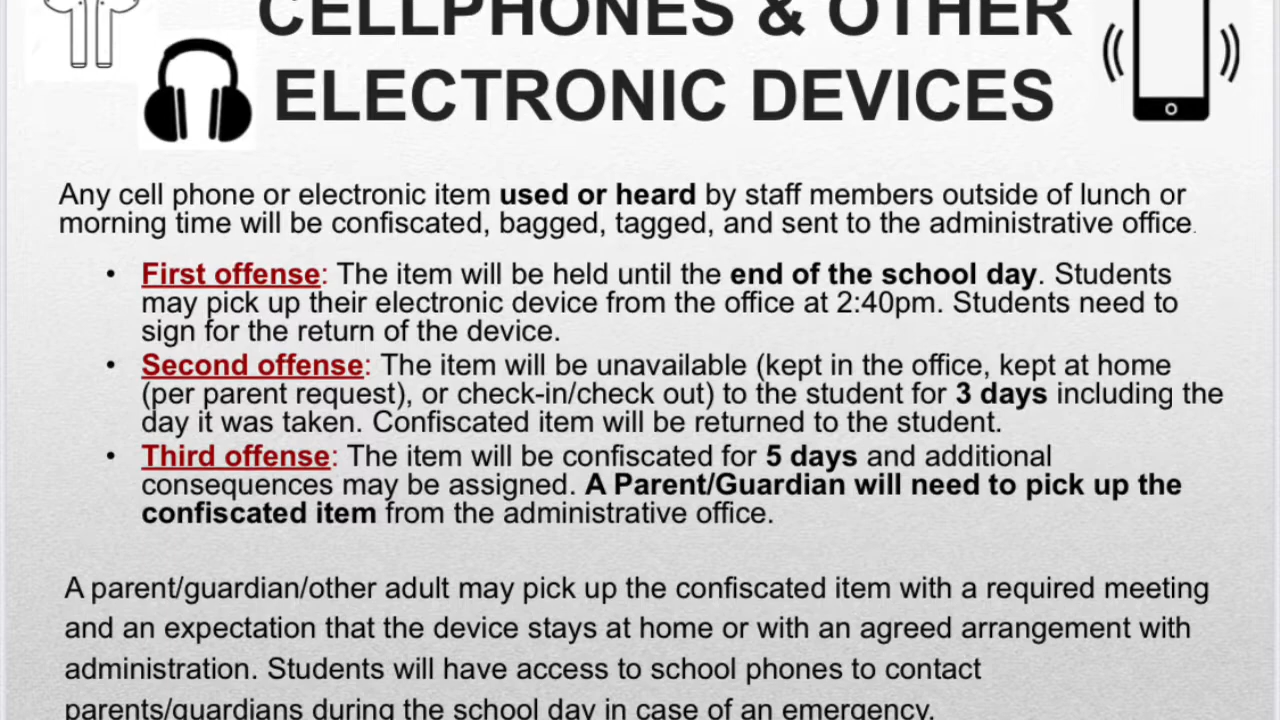 CELLPHONES & OTHER
ELECTRONIC DEVICES
Any cell phone or electronic item used or heard by staff members outside of lunch or
morning time will be confiscated, bagged, tagged, and sent to the administrative office.
• First offense: The item will be held until the end of the school day. Students
may pick up their electronic device from the office at 2:40pm. Students need to
sign for the return of the device.
• Second offense: The item will be unavailable (kept in the office, kept at home
(per parent request), or check-in/check out) to the student for 3 days including the
day it was taken. Confiscated item will be returned to the student.
• Third offense: The item will be confiscated for 5 days and additional
consequences may be assigned. A Parent/Guardian will need to pick up the
confiscated item from the administrative office.
A parent/guardian/other adult may pick up the confiscated item with a required meeting
and an expectation that the device stays at home or with an agreed arrangement with
administration. Students will have access to school phones to contact
parents/guardians during the school day in case of an emergency.